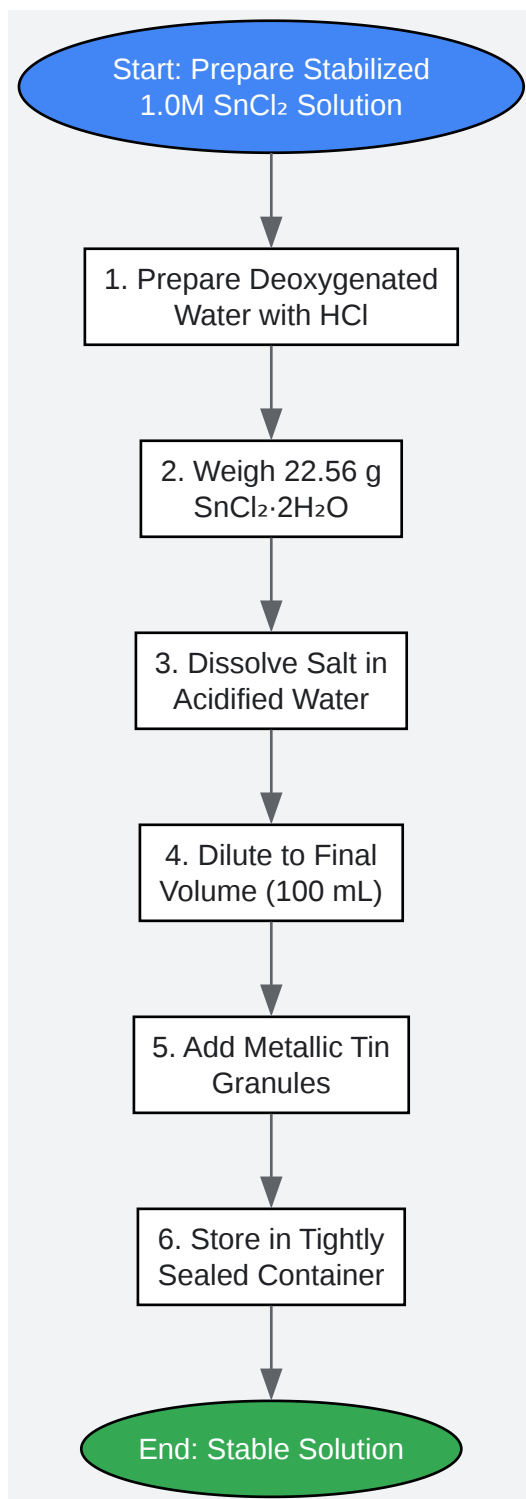 Start: Prepare Stabilized
1.0M SnCl₂ Solution
1. Prepare Deoxygenated
Water with HCl
2. Weigh 22.56 g
SnCl₂·2H₂O
3. Dissolve Salt in
Acidified Water
4. Dilute to Final
Volume (100 mL)
5. Add Metallic Tin
Granules
6. Store in Tightly
Sealed Container
End: Stable Solution